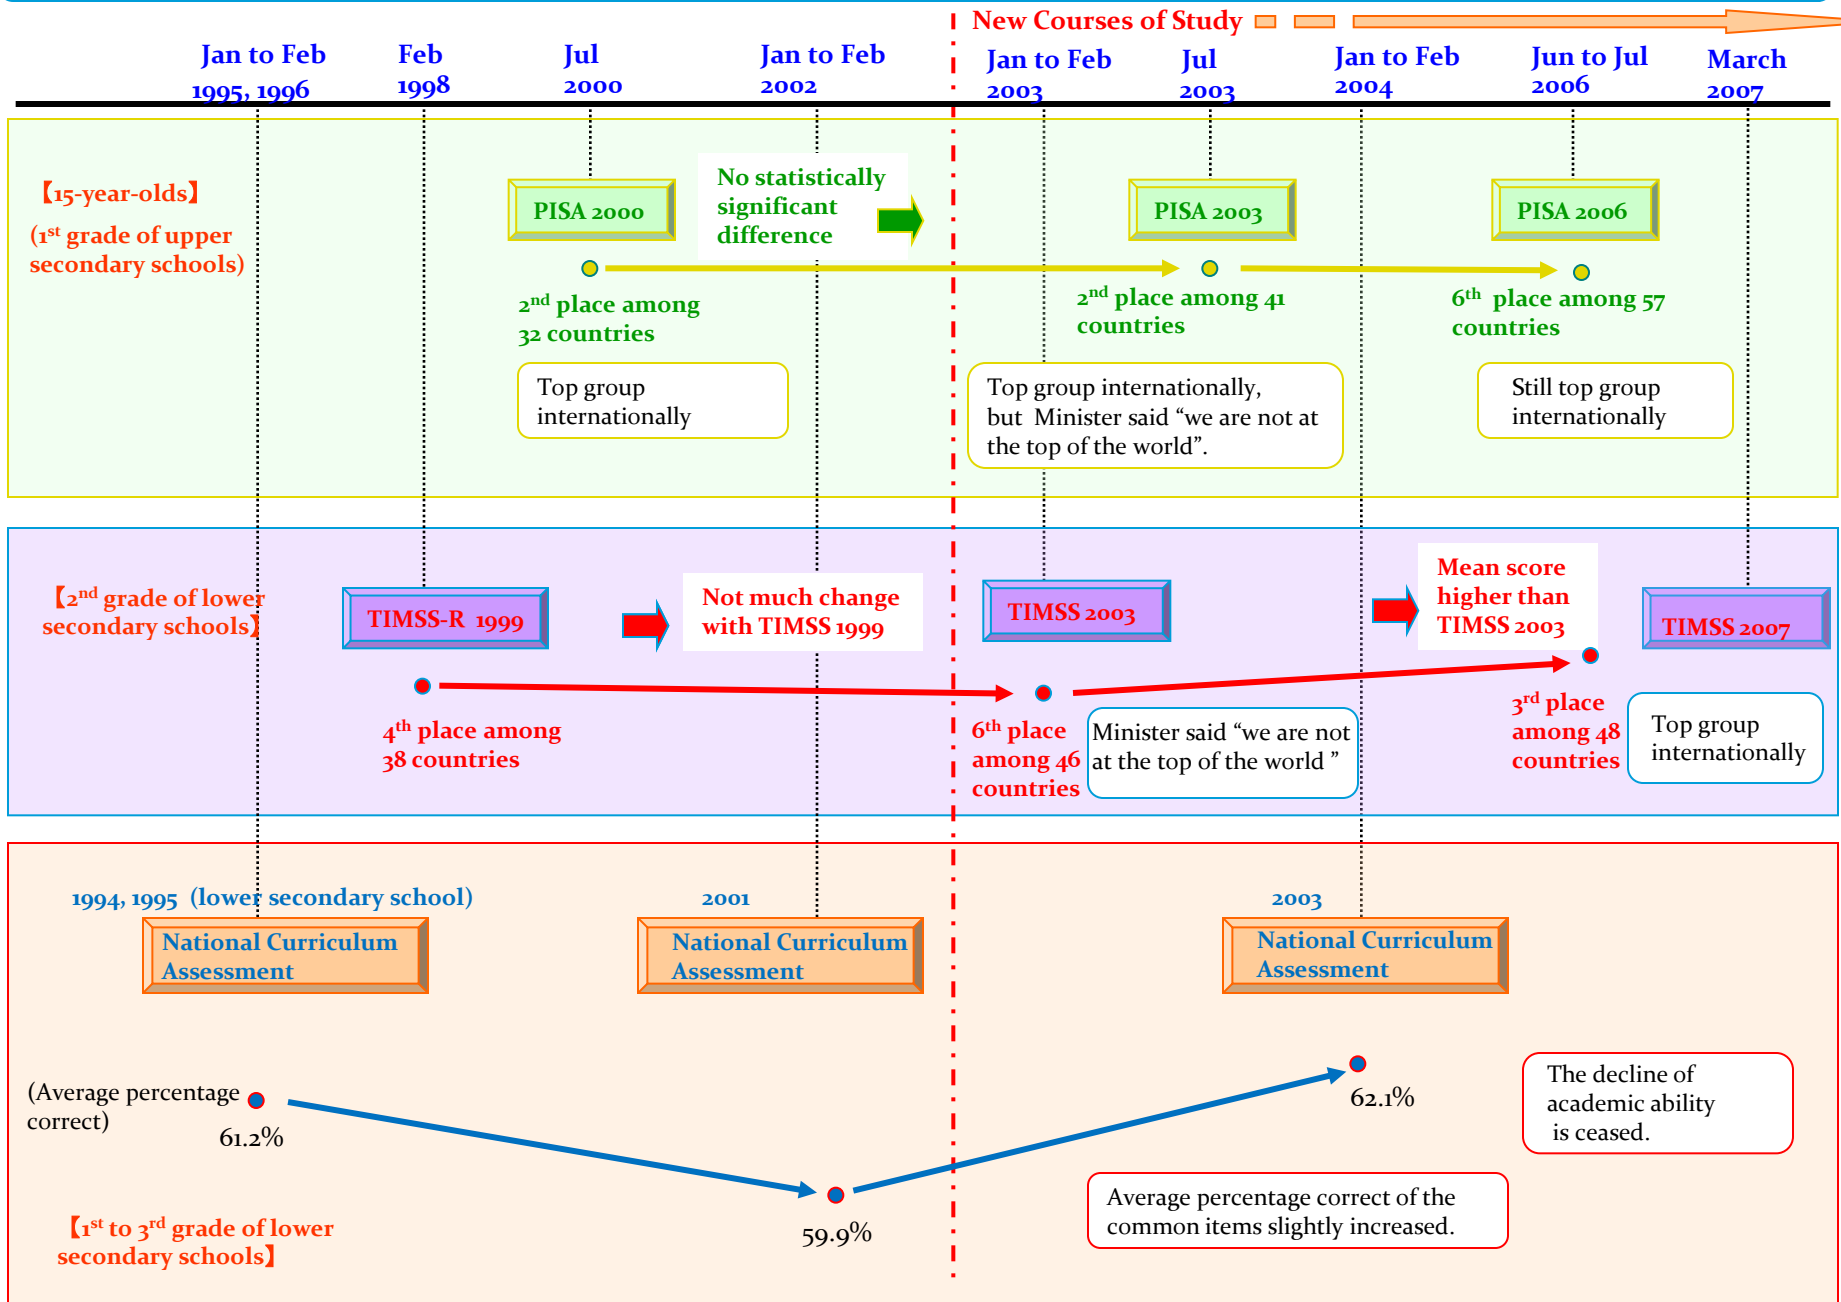 New Courses of Study
Jan to Feb
1995, 1996
Feb
1998
Jul
2000
Jan to Feb
2002
Jan to Feb
2003
Jul
2003
Jan to Feb
2004
Jun to Jul
2006
March
2007
【15-year-olds】
(1st grade of upper
secondary schools)
PISA 2000
No statistically
significant
difference
PISA 2003
PISA 2006
2nd place among
32 countries
2nd place among 41
countries
6th place among 57
countries
Top group
internationally
Top group internationally,
but Minister said “we are not at
the top of the world”.
Still top group
internationally
【2nd grade of lower
secondary schools】
TIMSS-R 1999
Not much change
with TIMSS 1999
TIMSS 2003
Mean score
higher than
TIMSS 2003
TIMSS 2007
4th place among
38 countries
6th place
among 46
countries
Minister said “we are not
at the top of the world ”
3rd place
among 48
countries
Top group
internationally
1994, 1995 (lower secondary school)
National Curriculum
Assessment
2001
National Curriculum
Assessment
2003
National Curriculum
Assessment
(Average percentage
correct)
61.2%
59.9%
62.1%
The decline of
academic ability
is ceased.
Average percentage correct of the
common items slightly increased.
【1st to 3rd grade of lower
secondary schools】